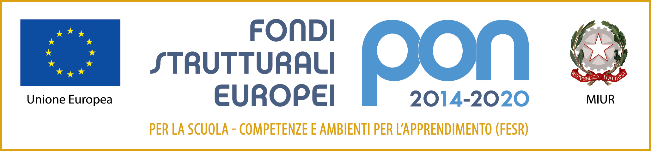 Unione Europea
FONDI
STRUTTURALI
EUROPEI
pon
2014-2020
MIUR
PER LA SCUOLA - COMPETENZE E AMBIENTI PER L'APPRENDIMENTO (FESR)